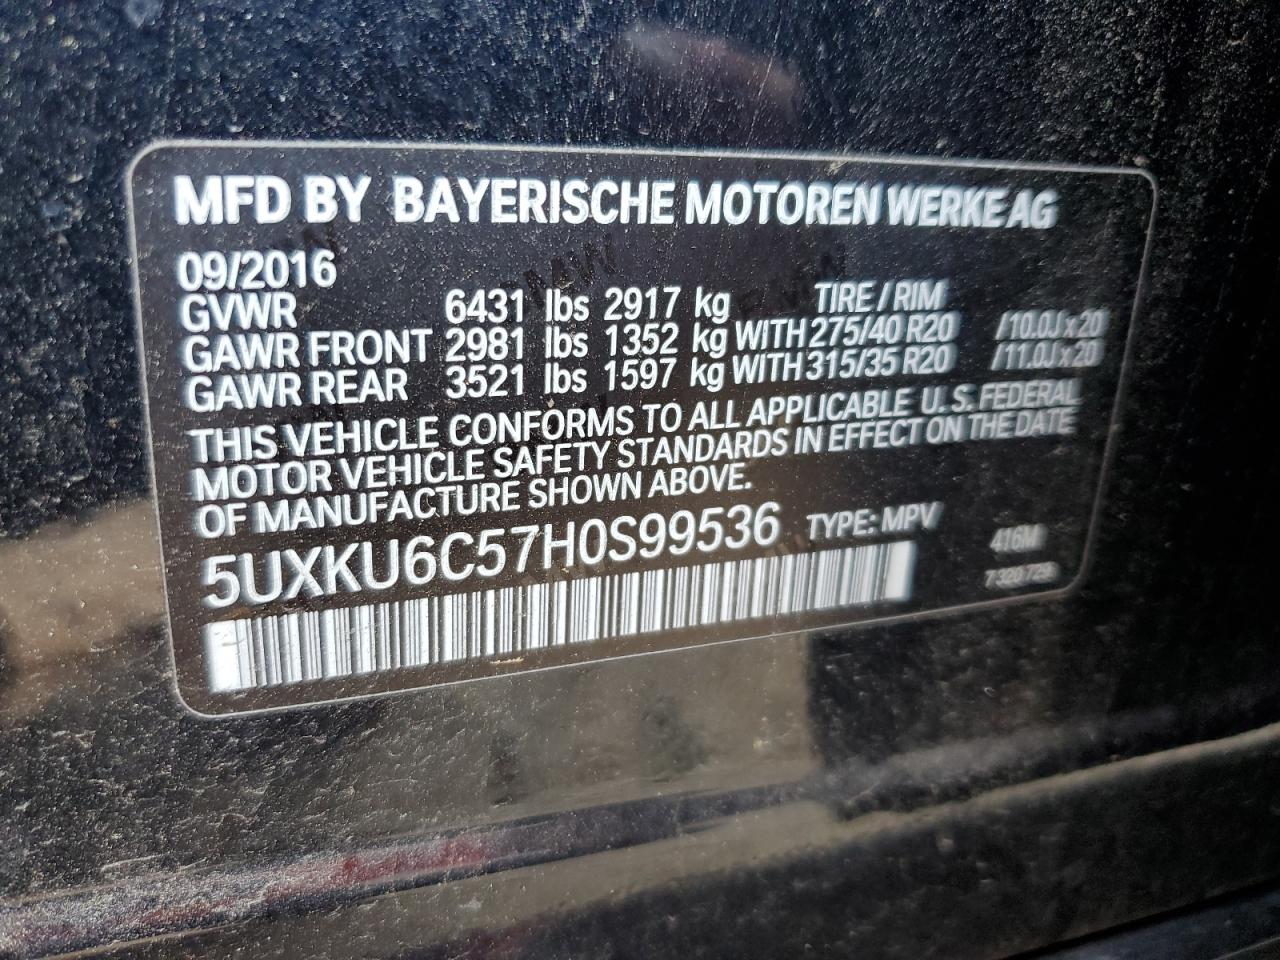 MFD BY BAYERISCHE MOTOREN WERKE AG
09/2016
GVWR 6431 lbs 2917 kg TIRE / RIM
GAWR FRONT 2981 lbs 1352 kg WITH 275/40 R20 /10.0J x 20
GAWR REAR 3521 lbs 1597 kg WITH 315/35 R20 /11.0J x 20
THIS VEHICLE CONFORMS TO ALL APPLICABLE U.S. FEDERAL
MOTOR VEHICLE SAFETY STANDARDS IN EFFECT ON THE DATE
OF MANUFACTURE SHOWN ABOVE.
5UXKU6C57H0S99536 TYPE: MPV
416M